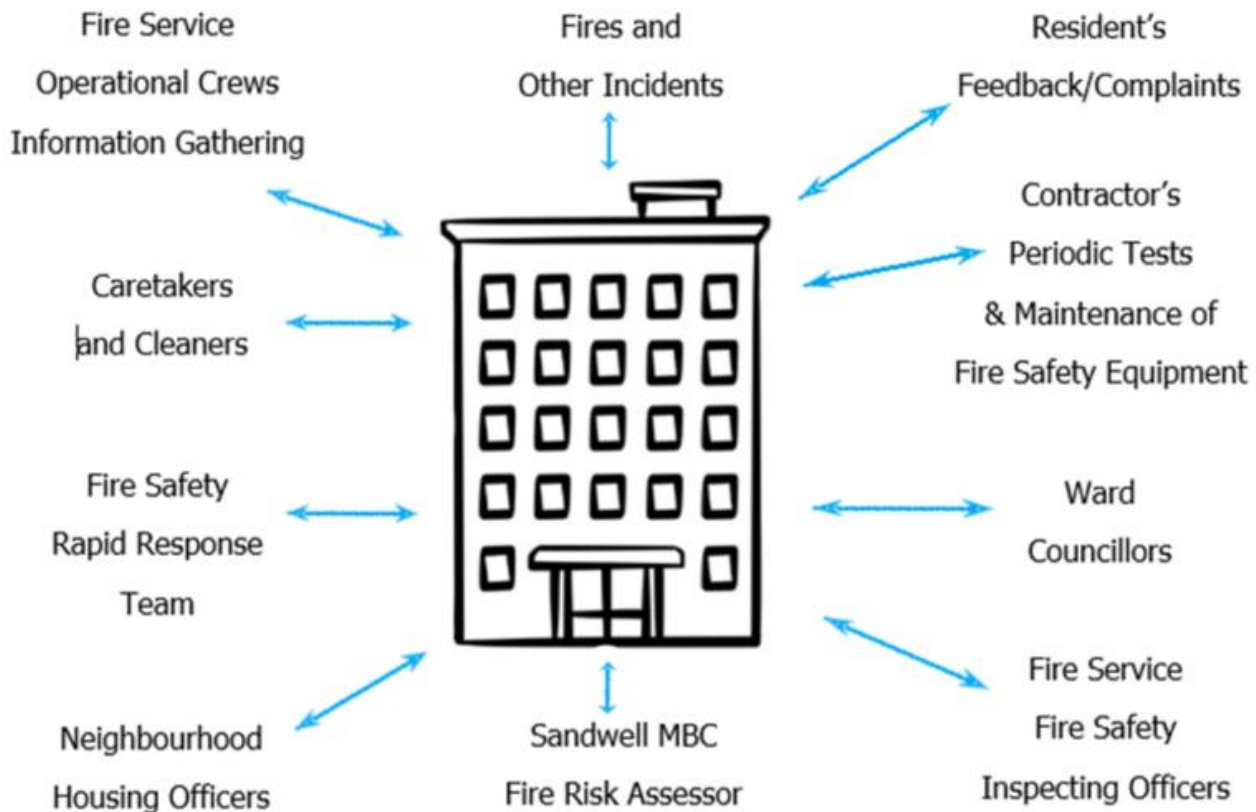 Fire Service
Operational Crews
Information Gathering
Fires and
Other Incidents
Resident's
Feedback/Complaints
Contractor's
Periodic Tests
& Maintenance of
Fire Safety Equipment
Caretakers
and Cleaners
Fire Safety
Rapid Response
Team
Ward
Councillors
Neighbourhood
Housing Officers
Sandwell MBC
Fire Risk Assessor
Fire Service
Fire Safety
Inspecting Officers